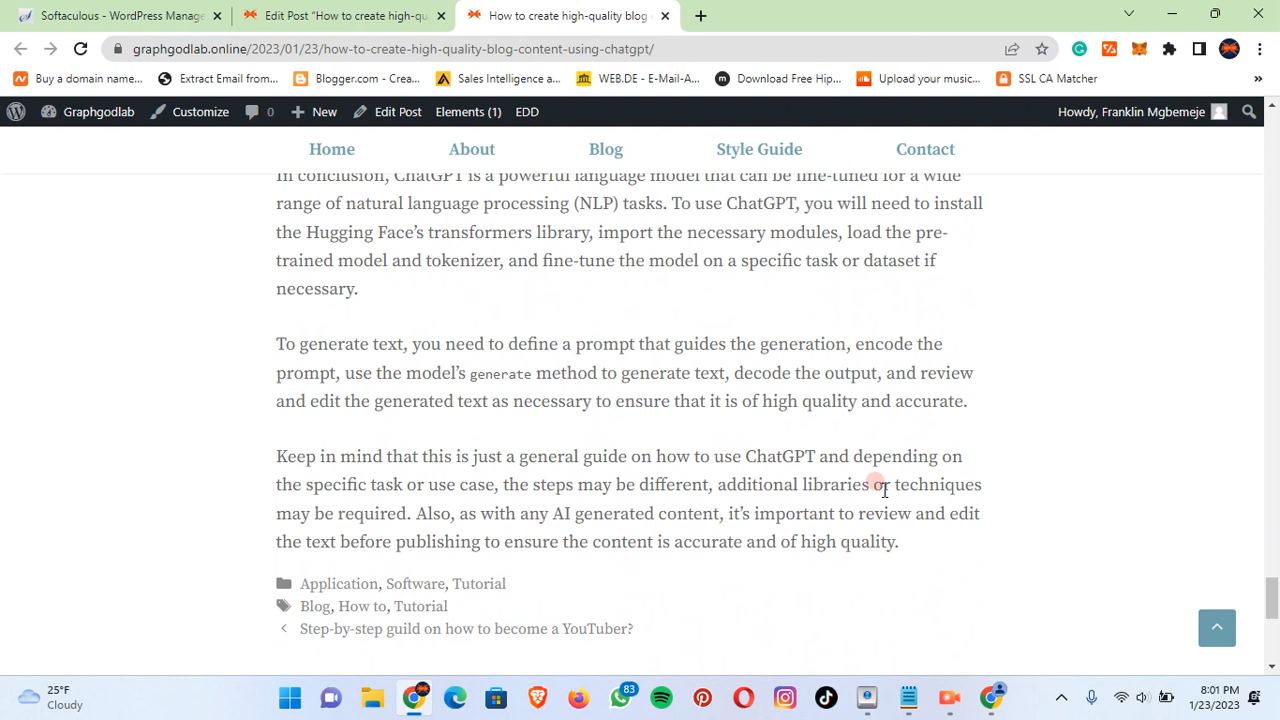 Softaculous - WordPress Manage
Edit Post "How to create high-qu
How to create high-quality blog
graphgodlab.online/2023/01/23/how-to-create-high-quality-blog-content-using-chatgpt/
Buy a domain name...
Extract Email from...
Blogger.com - Crea...
Sales Intelligence a...
WEB.DE - E-Mail-A...
Download Free Hip...
Upload your music...
SSL CA Matcher
»
Graphgodlab
Customize
0
New
Edit Post
Elements (1)
EDD
Howdy, Franklin Mgbemeje
Home
About
Blog
Style Guide
Contact
In conclusion, ChatGPT is a powerful language model that can be fine-tuned for a wide
range of natural language processing (NLP) tasks. To use ChatGPT, you will need to install
the Hugging Face's transformers library, import the necessary modules, load the pre-
trained model and tokenizer, and fine-tune the model on a specific task or dataset if
necessary.
To generate text, you need to define a prompt that guides the generation, encode the
prompt, use the model's generate method to generate text, decode the output, and review
and edit the generated text as necessary to ensure that it is of high quality and accurate.
Keep in mind that this is just a general guide on how to use ChatGPT and depending on
the specific task or use case, the steps may be different, additional libraries or techniques
may be required. Also, as with any AI generated content, it's important to review and edit
the text before publishing to ensure the content is accurate and of high quality.
Application, Software, Tutorial
Blog, How to, Tutorial
Step-by-step guild on how to become a YouTuber?
25°F
Cloudy
83
8:01 PM
1/23/2023